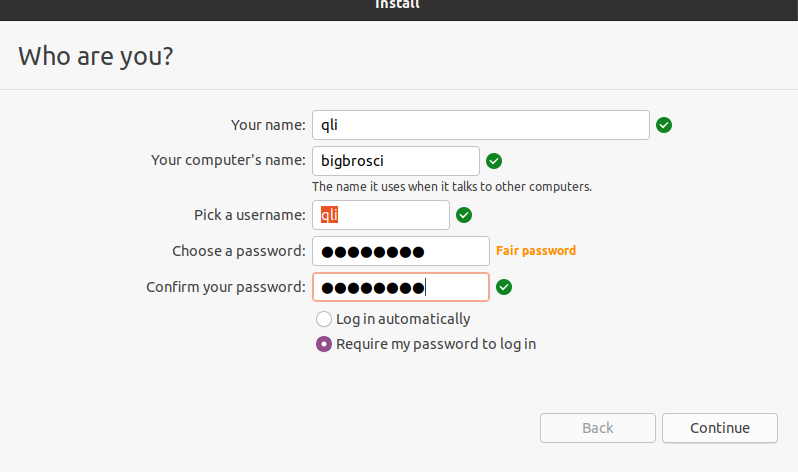 Install
Who are you?
Your name: qli
Your computer's name: bigbrosci
The name it uses when it talks to other computers.
Pick a username: qli
Choose a password: ●●●●●●●● Fair password
Confirm your password: ●●●●●●●●
Log in automatically
Require my password to log in
Back Continue